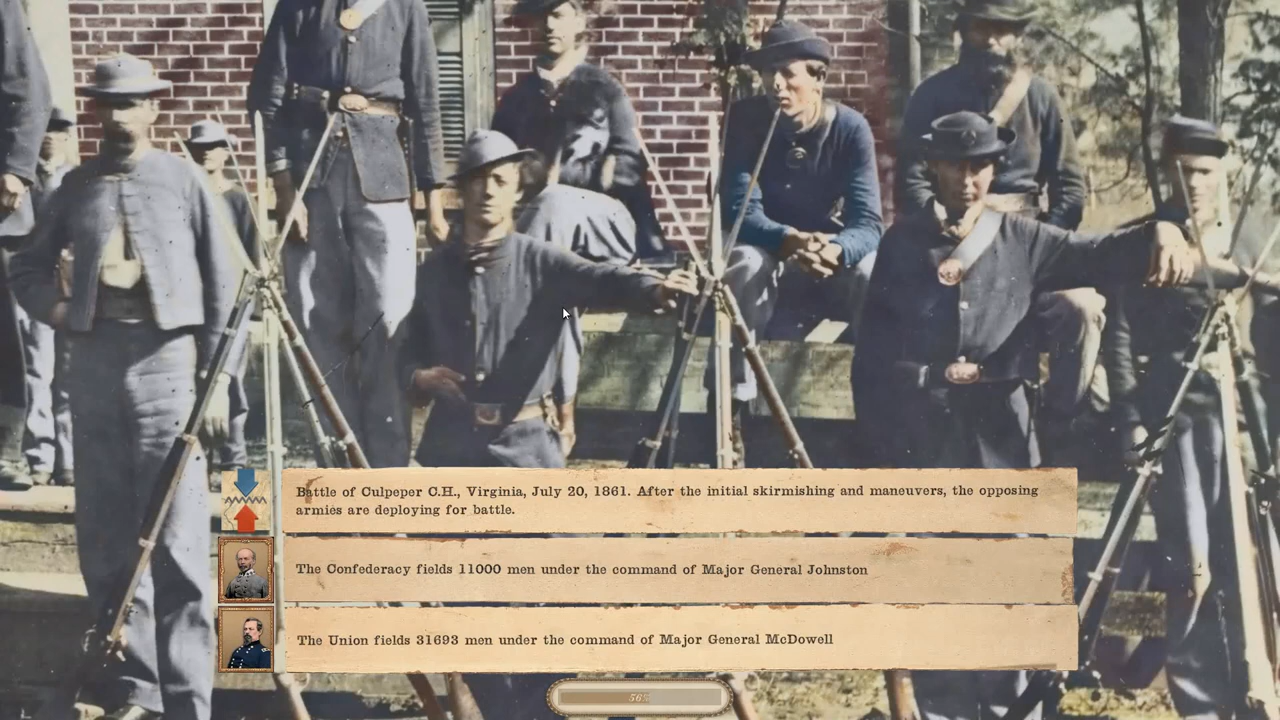 Battle of Culpeper C.H., Virginia, July 20, 1861. After the initial skirmishing and maneuvers, the opposing
armies are deploying for battle.
The Confederacy fields 11000 men under the command of Major General Johnston
The Union fields 31693 men under the command of Major General McDowell
56%